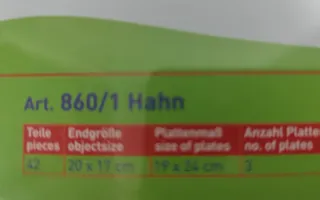 Art. 860/1 Hahn
Teile Endgröße Plattenmaß Anzahl Platte
pieces objectsize size of plates no. of plates
42 20 x 17 cm 19 x 24 cm 3